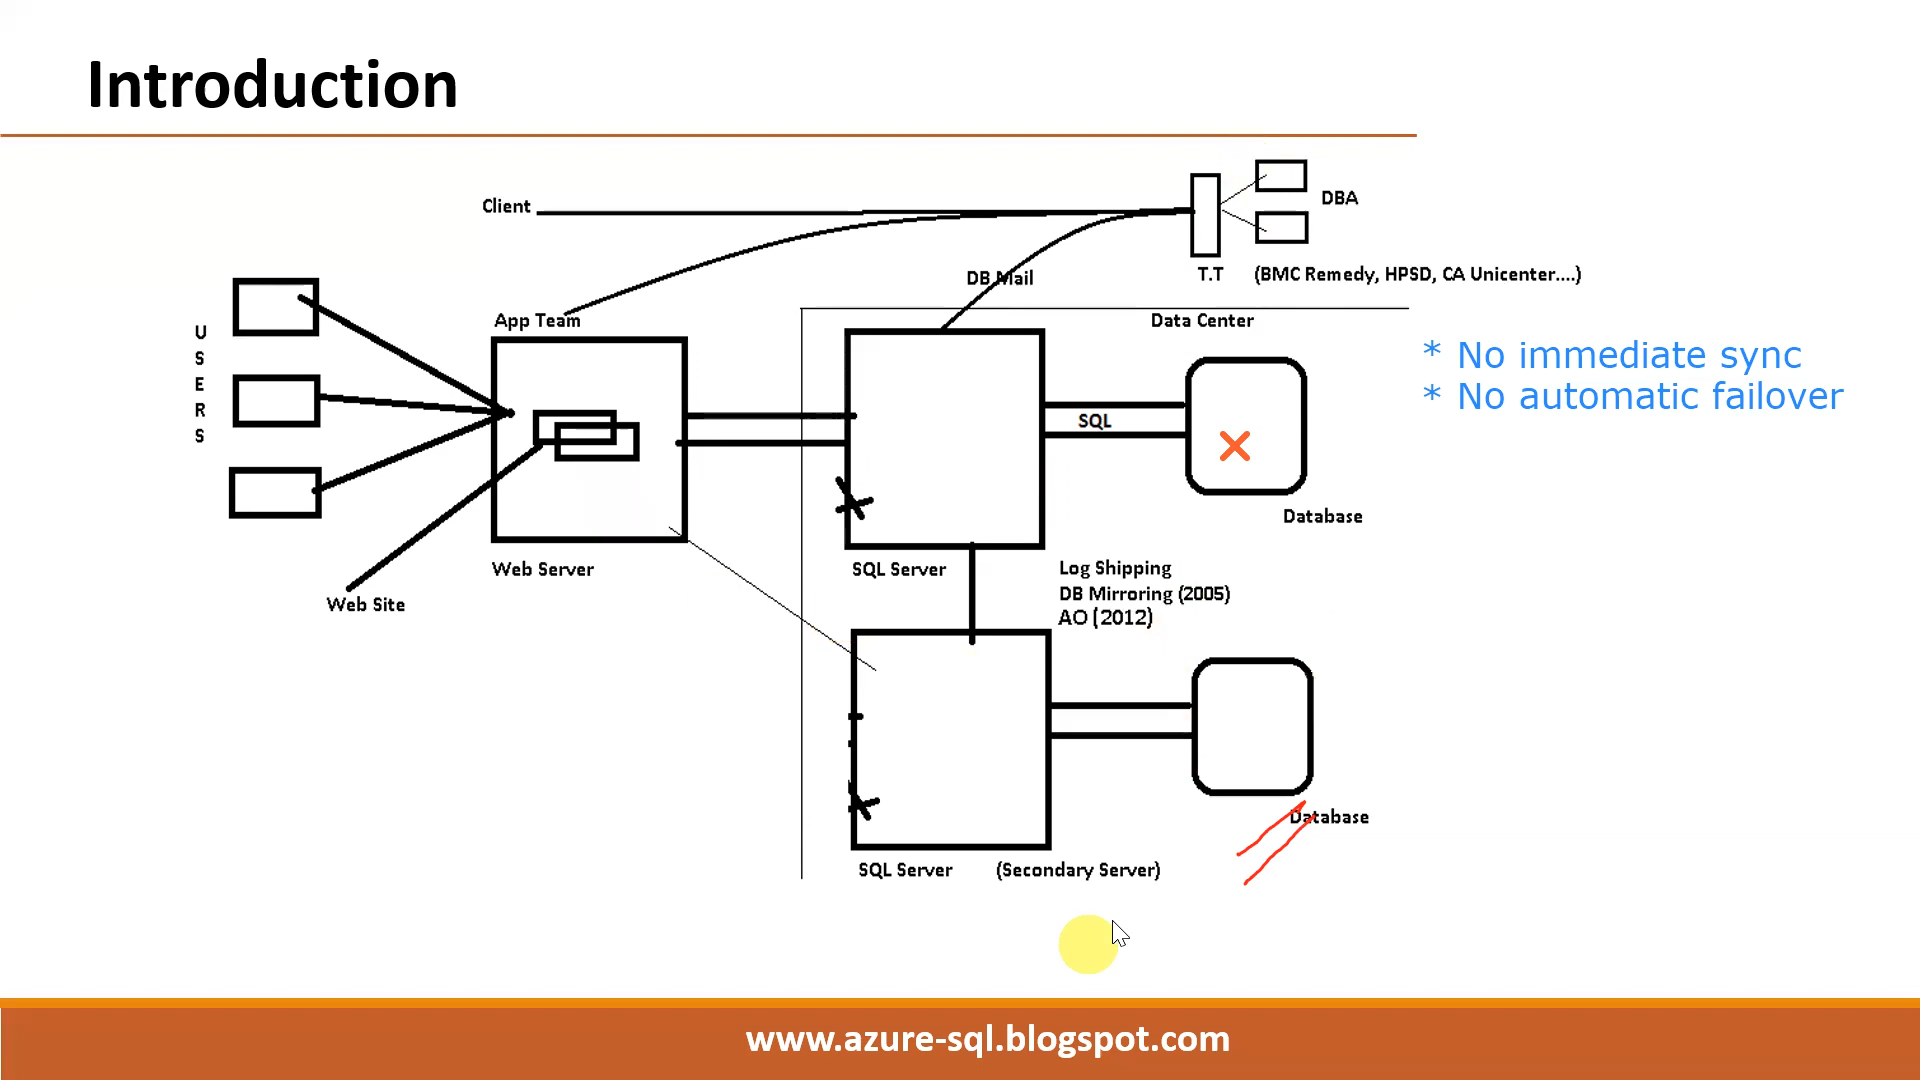 Introduction
Client
DBA
DB Mail
T.T (BMC Remedy, HPSD, CA Unicenter....)
App Team
Data Center
USERS
* No immediate sync
* No automatic failover
SQL
Database
Web Server
SQL Server
Log Shipping
DB Mirroring (2005)
AO (2012)
Web Site
Database
SQL Server (Secondary Server)
www.azure-sql.blogspot.com